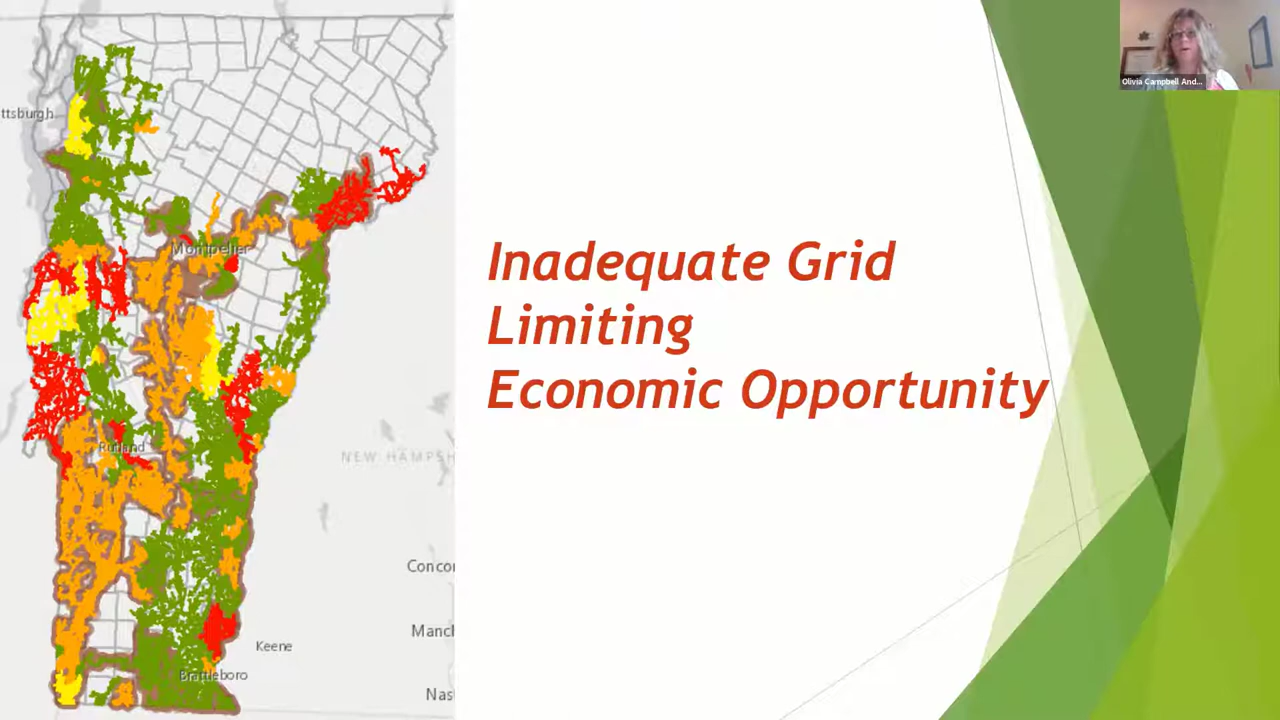 Inadequate Grid
Limiting
Economic Opportunity
Olivia Campbell And...
ttsburgh
Montpelier
Rutland
NEW HAMPSH
Concor
Manch
Keene
Brattleboro
Nas